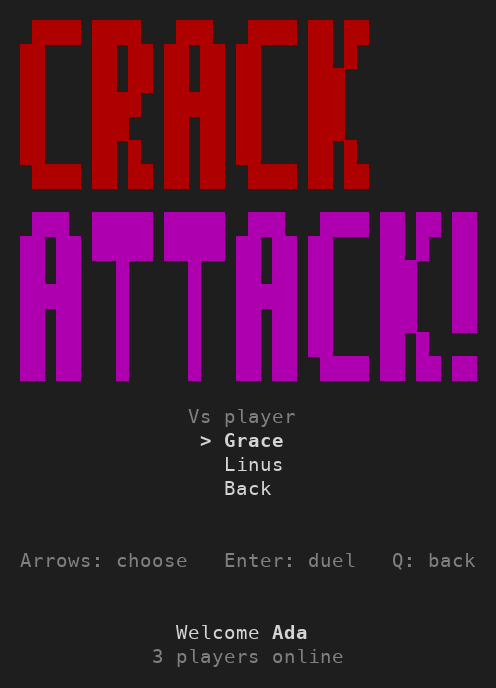 CRACK
ATTACK!
Vs player
> Grace
Linus
Back
Arrows: choose   Enter: duel   Q: back
Welcome Ada
3 players online